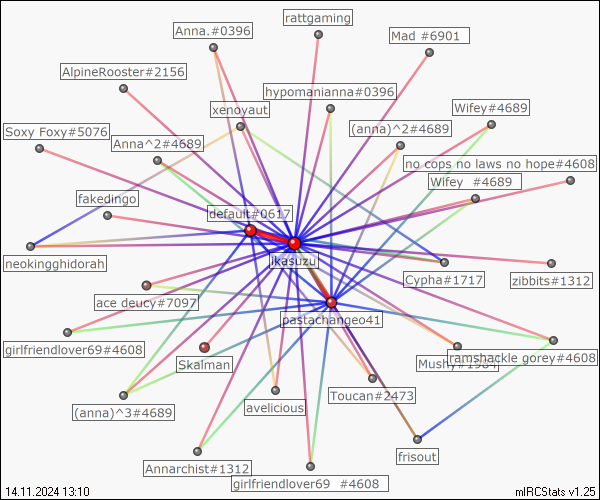 rattgaming
Anna.#0396
Mad #6901
AlpineRooster#2156
hypomanianna#0396
xenoyaut
Wifey#4689
Soxy Foxy#5076
Anna^2#4689
(anna)^2#4689
no cops no laws no hope#4608
Wifey #4689
fakedingo
default#0617
likasuzu
neokingghidorah
Cypha#1717
zibbits#1312
ace deucy#7097
pastachangeo41
girlfriendlover69#4608
Skalman
Mushy#1984
ramshackle gorey#4608
(anna)^3#4689
avelicious
Toucan#2473
frisout
Annarchist#1312
girlfriendlover69 #4608
14.11.2024 13:10
mIRCStats v1.25